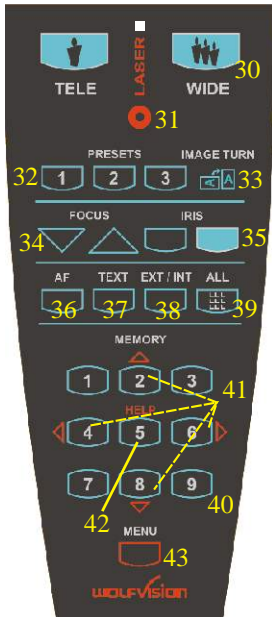 LASER
TELE WIDE 30
31
PRESETS IMAGE TURN
32 1 2 3 A A 33
FOCUS IRIS
34 35
AF TEXT EXT / INT ALL
36 37 38 39
MEMORY
1 2 3
41
HELP
4 5 6
7 8 9 40
42
MENU
43
WOLFVISION